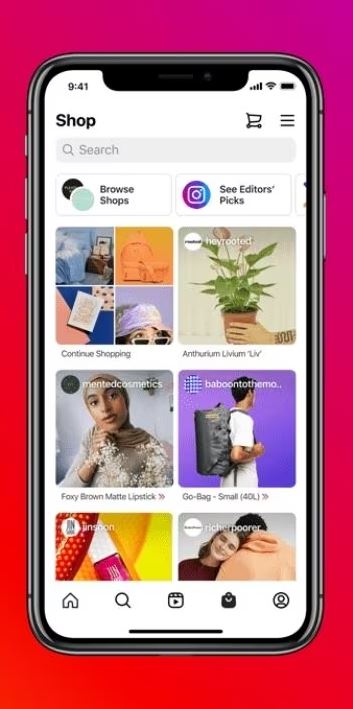 9:41
Shop
Search
Browse
Shops
See Editors'
Picks
heyrooted
Continue Shopping
Anthurium Livium 'Liv'
mentedcosmetics
baboontothemo..
Foxy Brown Matte Lipstick »
Go-Bag - Small (40L) »
jinsoon
richerpoorer